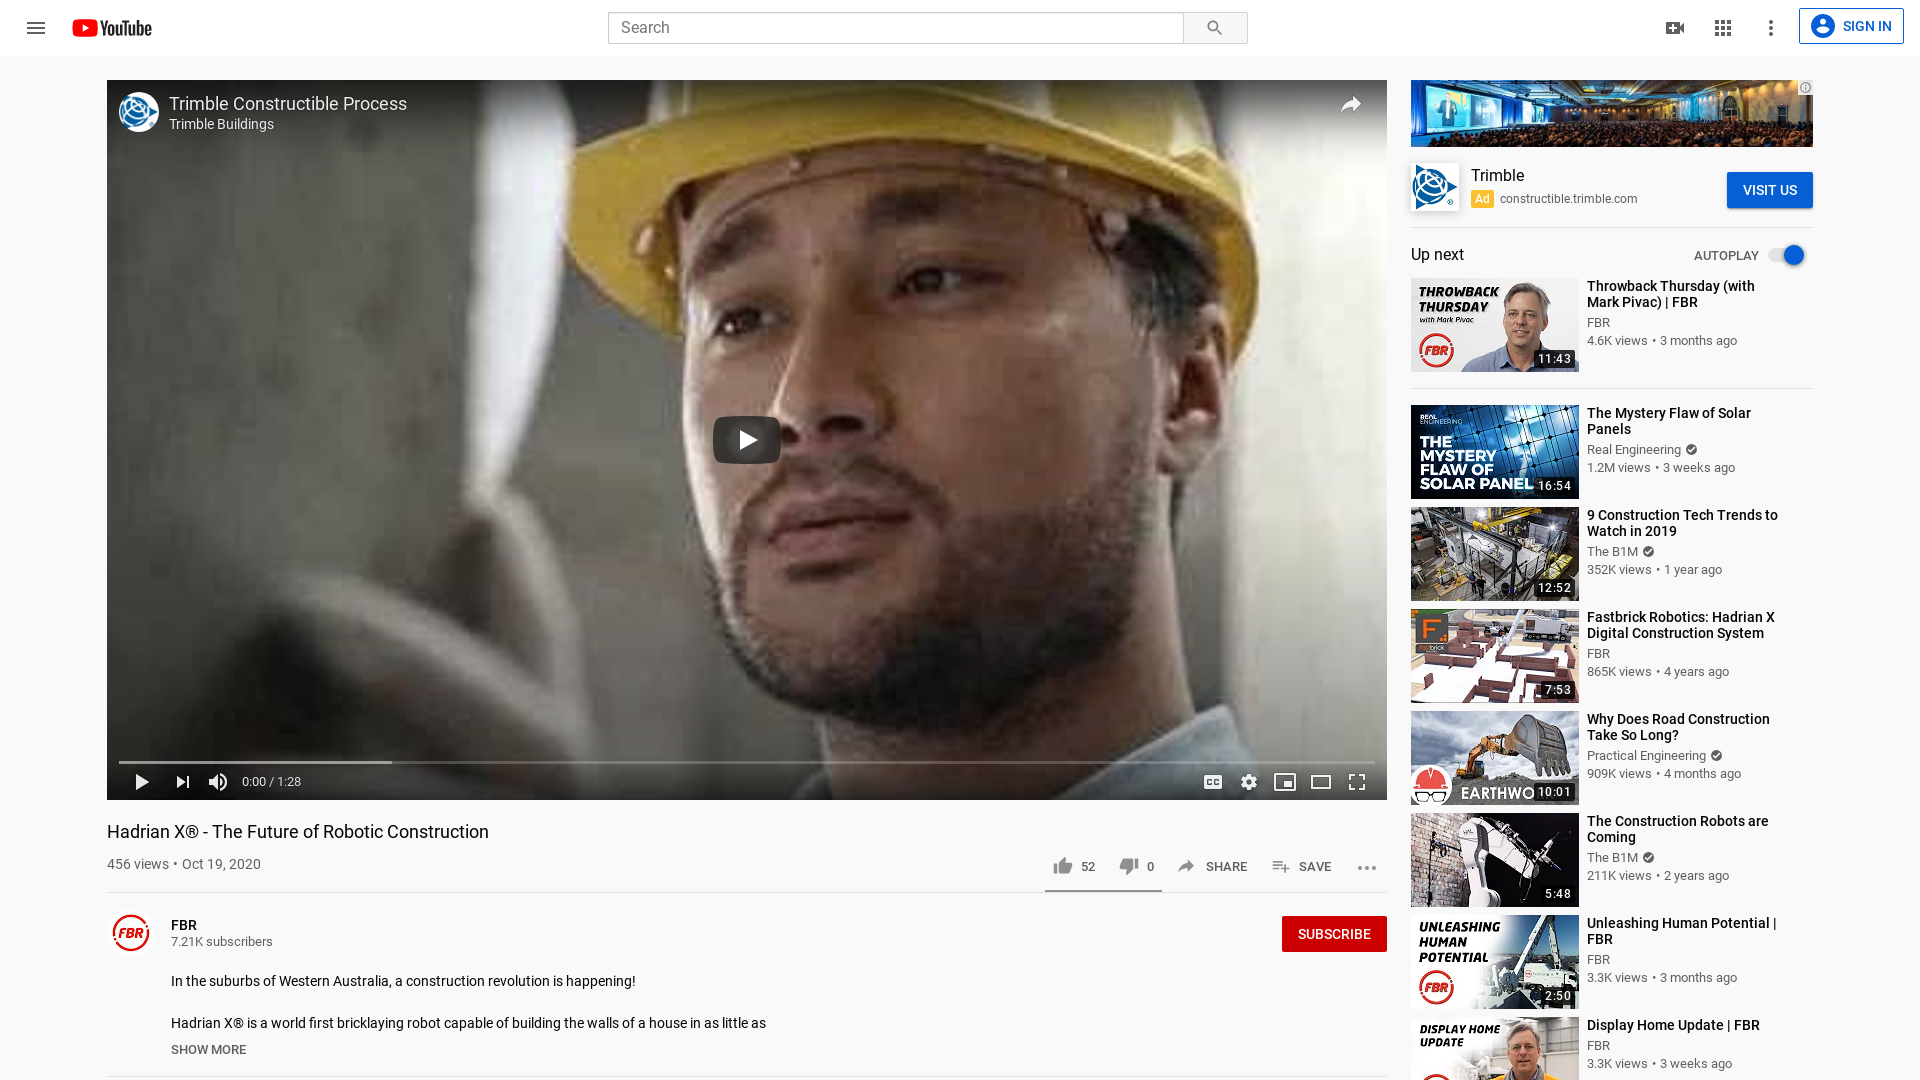 YouTube
Search
SIGN IN
Trimble Constructible Process
Trimble Buildings
0:00 / 1:28
CC
Hadrian X® - The Future of Robotic Construction
456 views • Oct 19, 2020
52
0
SHARE
SAVE
FBR
FBR
7.21K subscribers
SUBSCRIBE
In the suburbs of Western Australia, a construction revolution is happening!
Hadrian X® is a world first bricklaying robot capable of building the walls of a house in as little as
SHOW MORE
Trimble
Ad constructible.trimble.com
VISIT US
Up next
AUTOPLAY
THROWBACK
THURSDAY
with Mark Pivac
FBR
11:43
Throwback Thursday (with
Mark Pivac) | FBR
FBR
4.6K views • 3 months ago
REAL
ENGINEERING
THE
MYSTERY
FLAW OF
SOLAR PANEL
16:54
The Mystery Flaw of Solar
Panels
Real Engineering
1.2M views • 3 weeks ago
12:52
9 Construction Tech Trends to
Watch in 2019
The B1M
352K views • 1 year ago
F
7:53
Fastbrick Robotics: Hadrian X
Digital Construction System
FBR
865K views • 4 years ago
EARTHWO
10:01
Why Does Road Construction
Take So Long?
Practical Engineering
909K views • 4 months ago
5:48
The Construction Robots are
Coming
The B1M
211K views • 2 years ago
UNLEASHING
HUMAN
POTENTIAL
FBR
2:50
Unleashing Human Potential |
FBR
FBR
3.3K views • 3 months ago
DISPLAY HOME
UPDATE
Display Home Update | FBR
FBR
3.3K views • 3 weeks ago